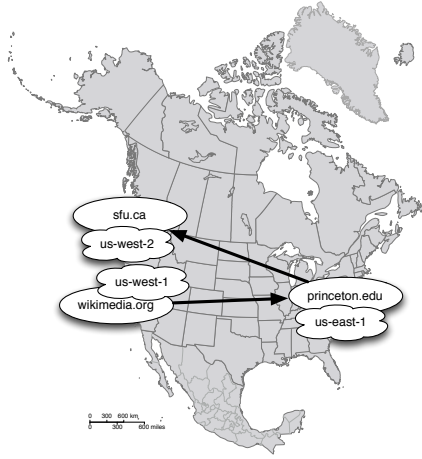 sfu.ca
us-west-2
us-west-1
wikimedia.org
princeton.edu
us-east-1
0 300 600 km
0 300 600 miles